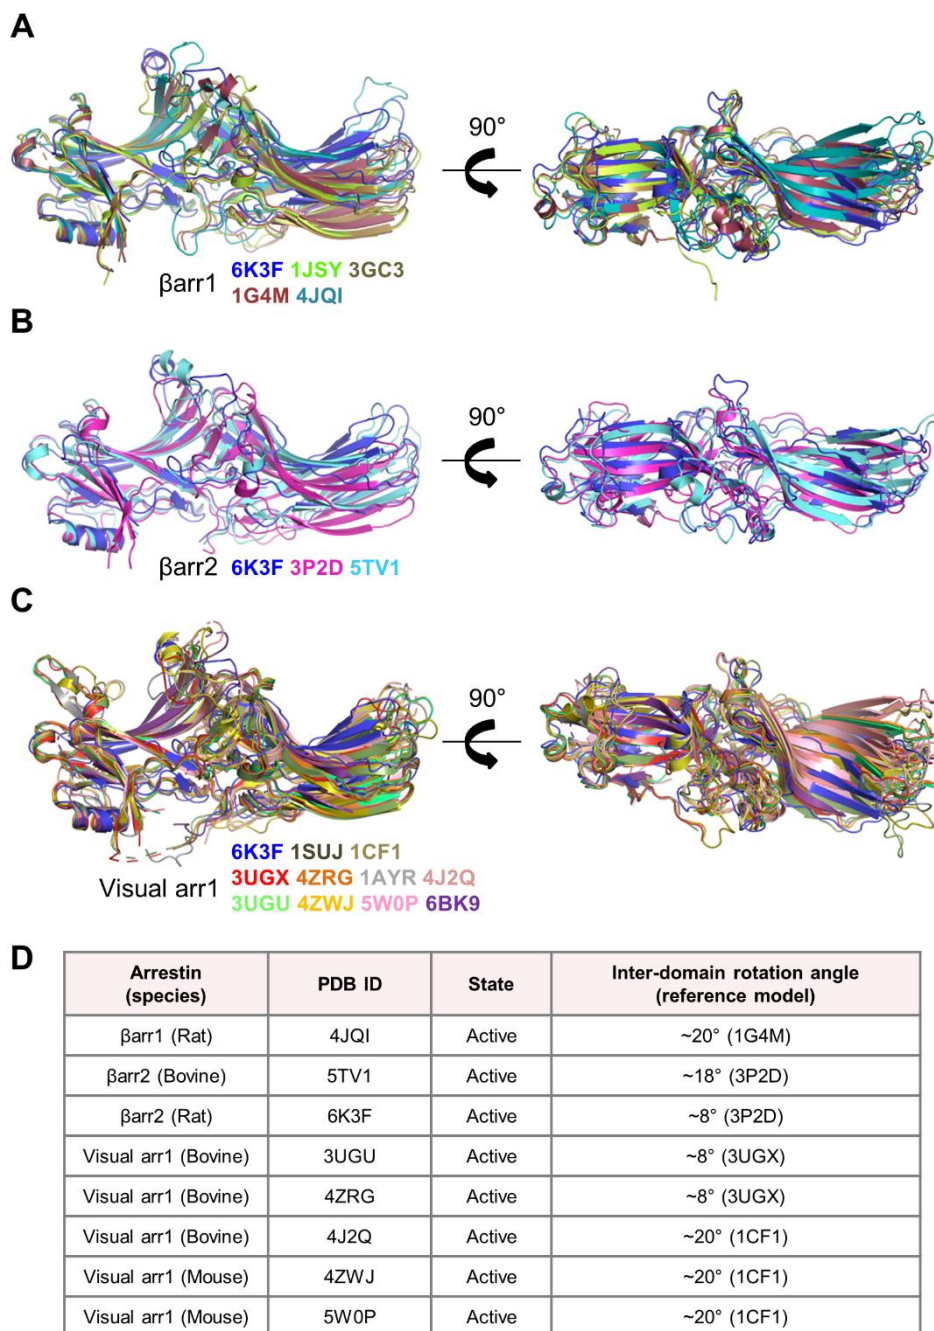 A
90°
βarr1
6K3F 1JSY 3GC3
1G4M 4JQI
B
90°
βarr2
6K3F 3P2D 5TV1
C
90°
Visual arr1
6K3F 1SUJ 1CF1
3UGX 4ZRG 1AYR 4J2Q
3UGU 4ZWJ 5W0P 6BK9
D
Arrestin
(species)
PDB ID
State
Inter-domain rotation angle
(reference model)
βarr1 (Rat) 4JQI Active ~20° (1G4M)
βarr2 (Bovine) 5TV1 Active ~18° (3P2D)
βarr2 (Rat) 6K3F Active ~8° (3P2D)
Visual arr1 (Bovine) 3UGU Active ~8° (3UGX)
Visual arr1 (Bovine) 4ZRG Active ~8° (3UGX)
Visual arr1 (Bovine) 4J2Q Active ~20° (1CF1)
Visual arr1 (Mouse) 4ZWJ Active ~20° (1CF1)
Visual arr1 (Mouse) 5W0P Active ~20° (1CF1)